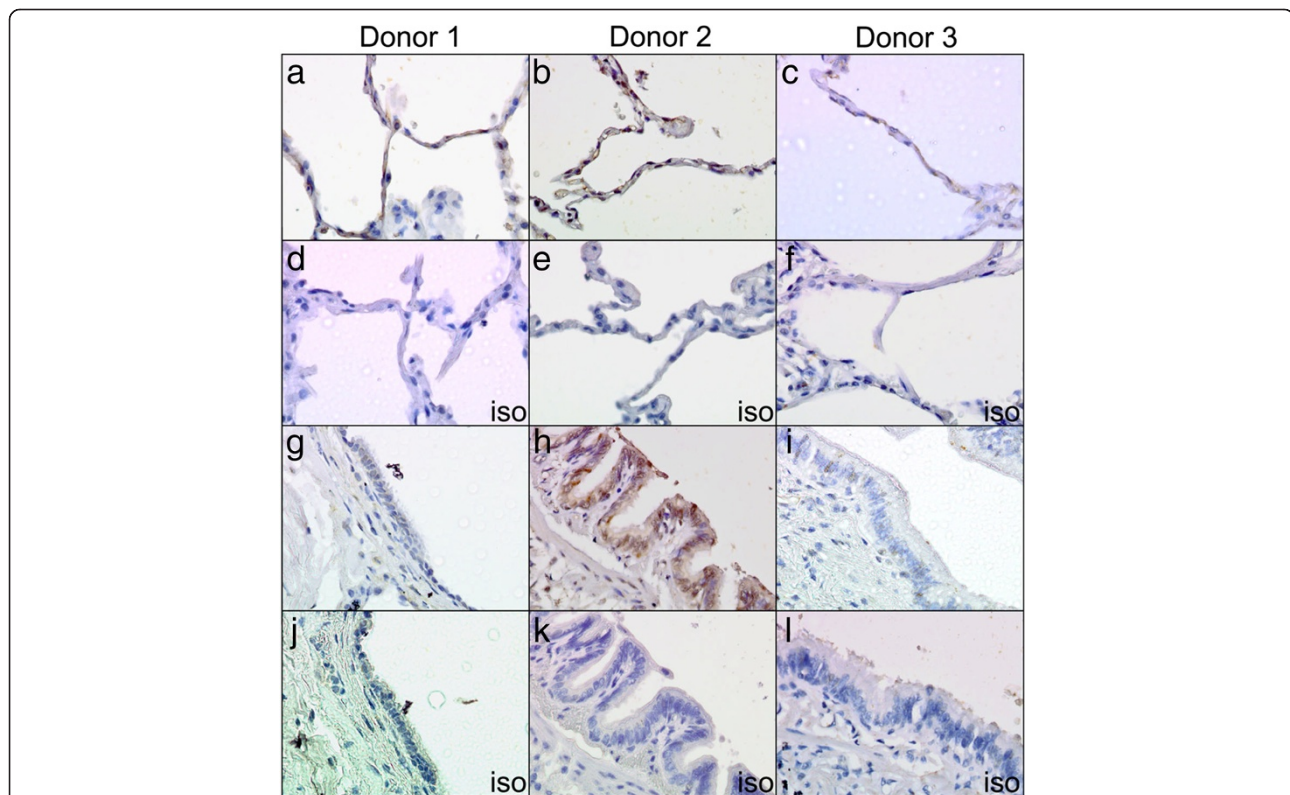 Donor 1 Donor 2 Donor 3
a b c
d e f
iso iso iso
g h i
j k l
iso iso iso